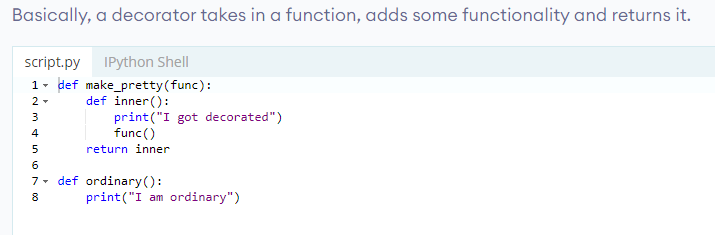 Basically, a decorator takes in a function, adds some functionality and returns it.
script.py IPython Shell
1 def make_pretty(func):
2     def inner():
3         print("I got decorated")
4         func()
5     return inner
6
7 def ordinary():
8     print("I am ordinary")